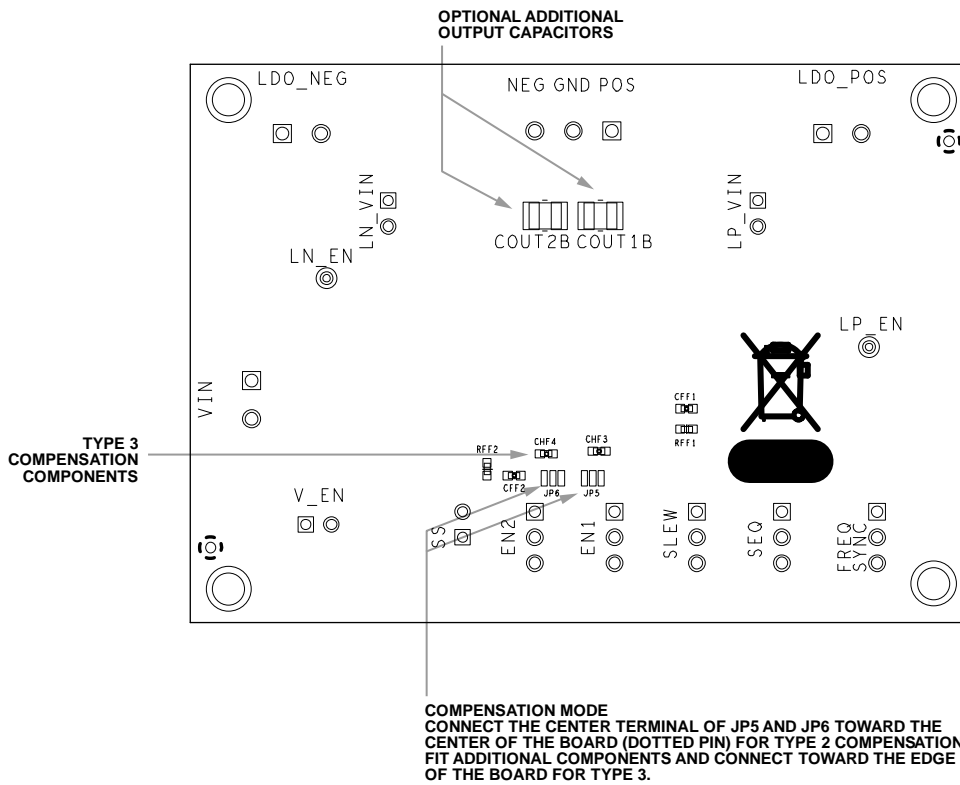 OPTIONAL ADDITIONAL
OUTPUT CAPACITORS
LDO_NEG
NEG GND POS
LDO_POS
LN_VIN
LP_VIN
COUT2B COUT1B
LN_EN
LP_EN
VIN
CFF1
RFF1
TYPE 3
COMPENSATION
COMPONENTS
RFF2
CHF4
CHF3
CFF2
JP6
JP5
V_EN
SS
EN2
EN1
SLEW
SEQ
FREQ
SYNC
COMPENSATION MODE
CONNECT THE CENTER TERMINAL OF JP5 AND JP6 TOWARD THE
CENTER OF THE BOARD (DOTTED PIN) FOR TYPE 2 COMPENSATION
FIT ADDITIONAL COMPONENTS AND CONNECT TOWARD THE EDGE
OF THE BOARD FOR TYPE 3.